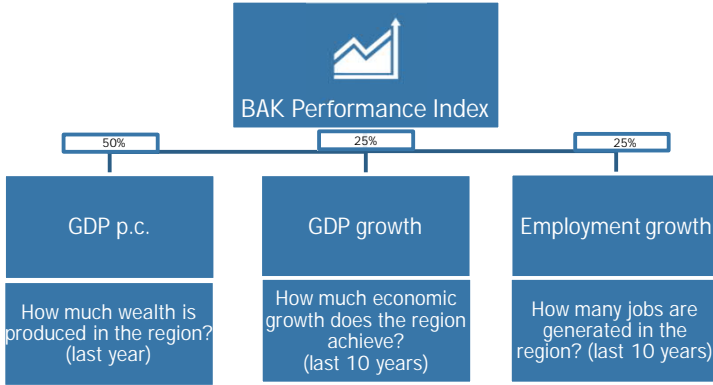 BAK Performance Index
50%
25%
25%
GDP p.c.
GDP growth
Employment growth
How much wealth is
produced in the region?
(last year)
How much economic
growth does the region
achieve?
(last 10 years)
How many jobs are
generated in the
region? (last 10 years)